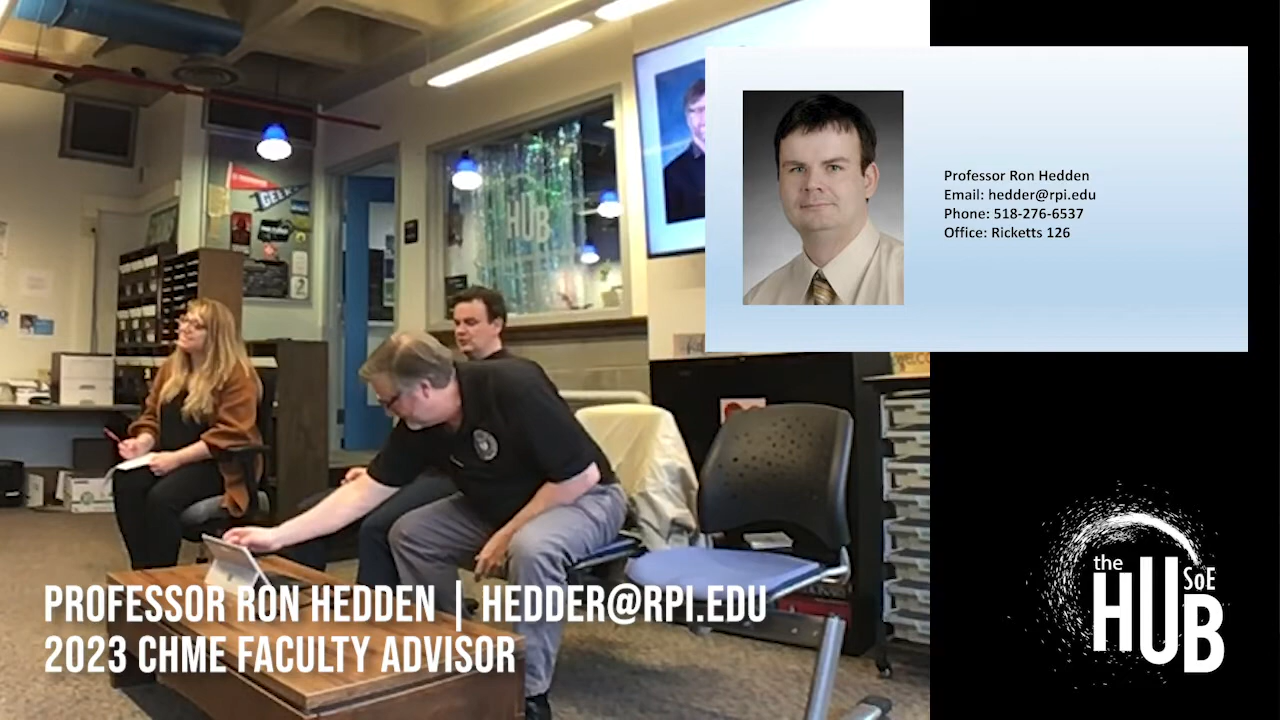 Professor Ron Hedden
Email: hedder@rpi.edu
Phone: 518-276-6537
Office: Ricketts 126
HUB
PROFESSOR RON HEDDEN | HEDDER@RPI.EDU
2023 CHME FACULTY ADVISOR
the
HUB
SoE